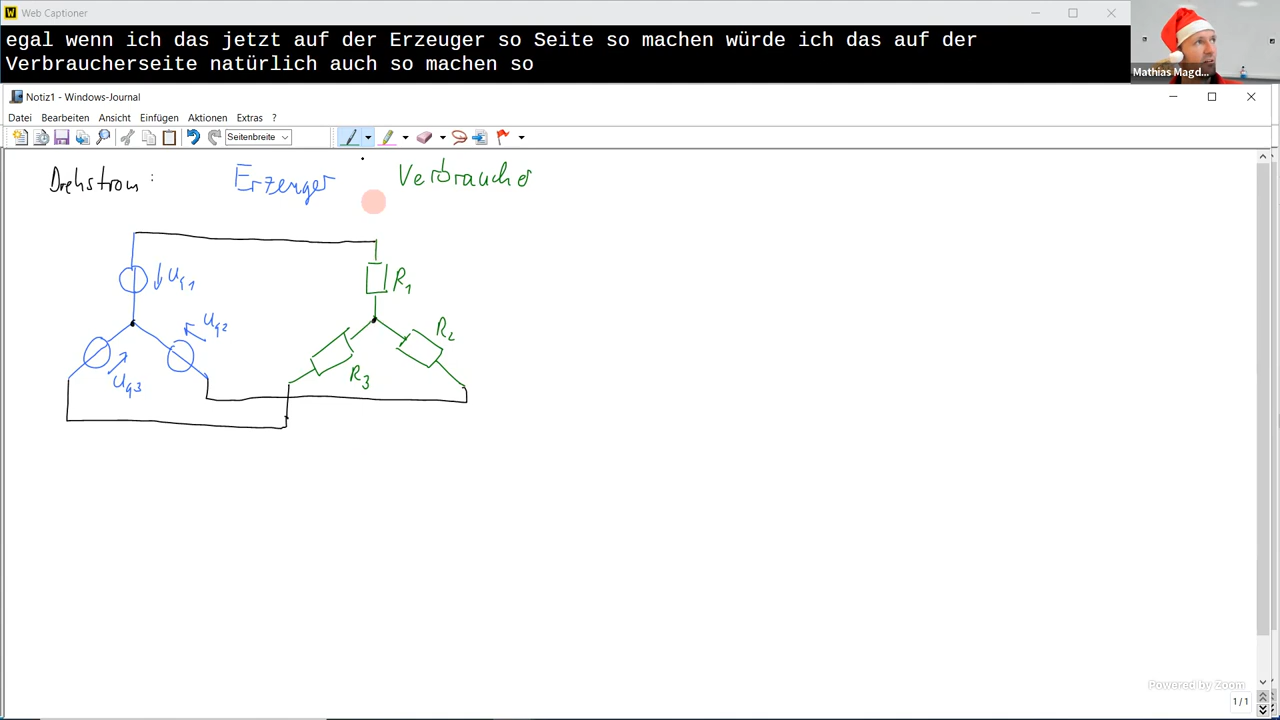 W Web Captioner
egal wenn ich das jetzt auf der Erzeuger so Seite so machen würde ich das auf der
Verbraucherseite natürlich auch so machen so
Mathias Magd...
Notiz1 - Windows-Journal
Datei Bearbeiten Ansicht Einfügen Aktionen Extras ?
Seitenbreite
Drehstrom : Erzeuger Verbraucher
Uq1 R1
Uq2 R2
Uq3 R3
Powered by Zoom
1/1